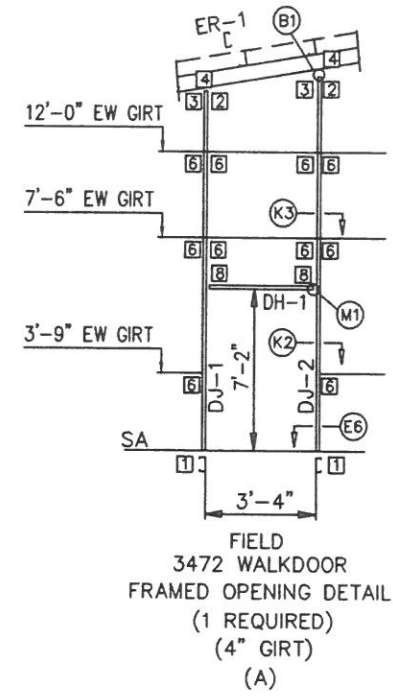 ER-1
B1
4
4
3 2
3 2
12'-0" EW GIRT
6 6
6 6
7'-6" EW GIRT
K3
6 6
6 6
8
8
DH-1
M1
3'-9" EW GIRT
K2
DJ-1
7'-2"
DJ-2
6
6
SA
E6
1
1
3'-4"
FIELD
3472 WALKDOOR
FRAMED OPENING DETAIL
(1 REQUIRED)
(4" GIRT)
(A)